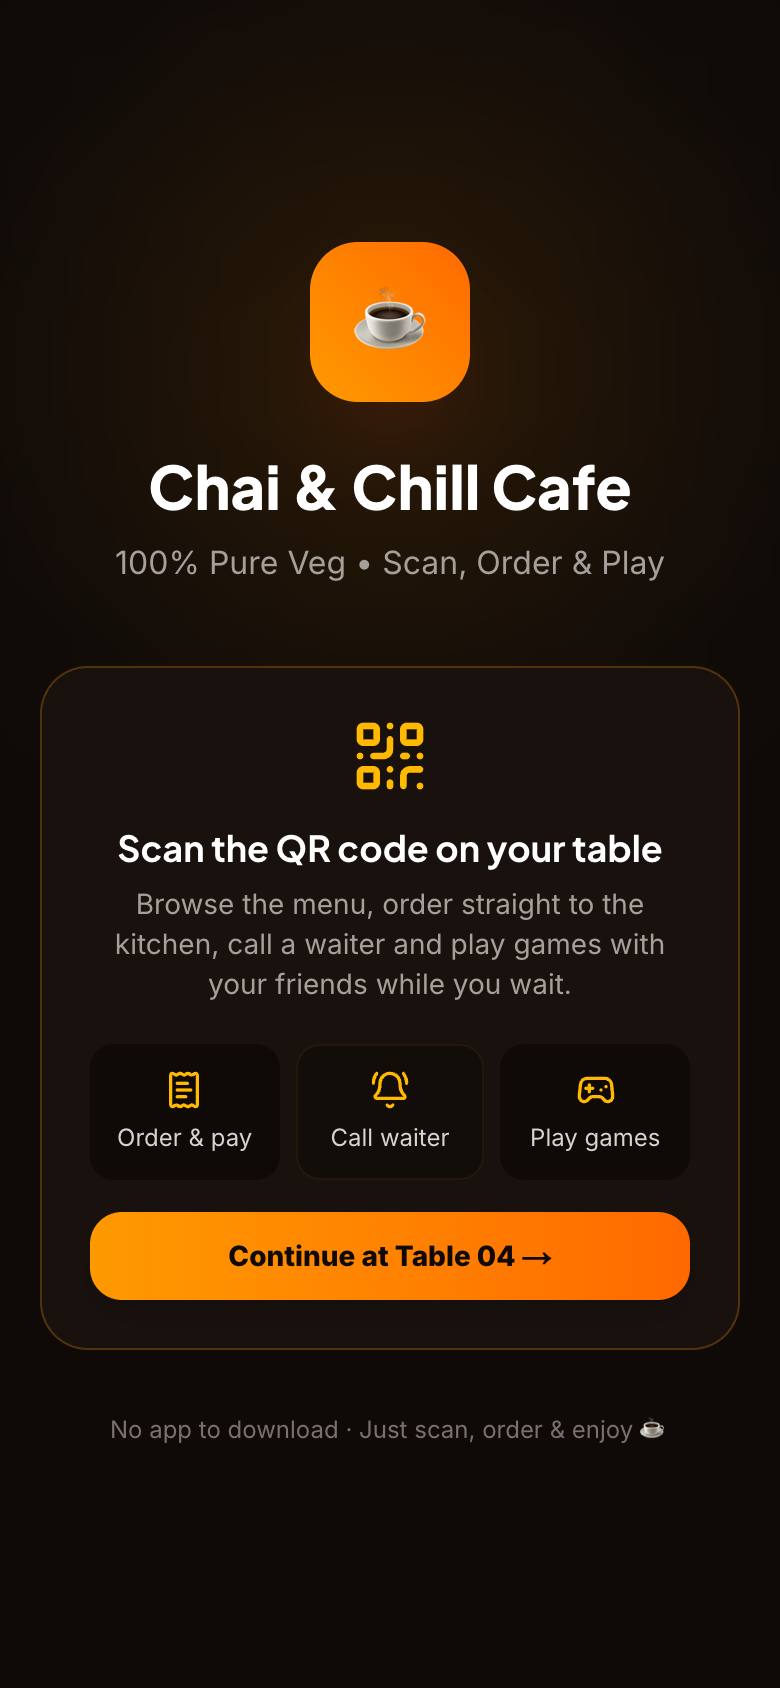 Chai & Chill Cafe
100% Pure Veg • Scan, Order & Play
Scan the QR code on your table
Browse the menu, order straight to the
kitchen, call a waiter and play games with
your friends while you wait.
Order & pay
Call waiter
Play games
Continue at Table 04 →
No app to download · Just scan, order & enjoy ☕